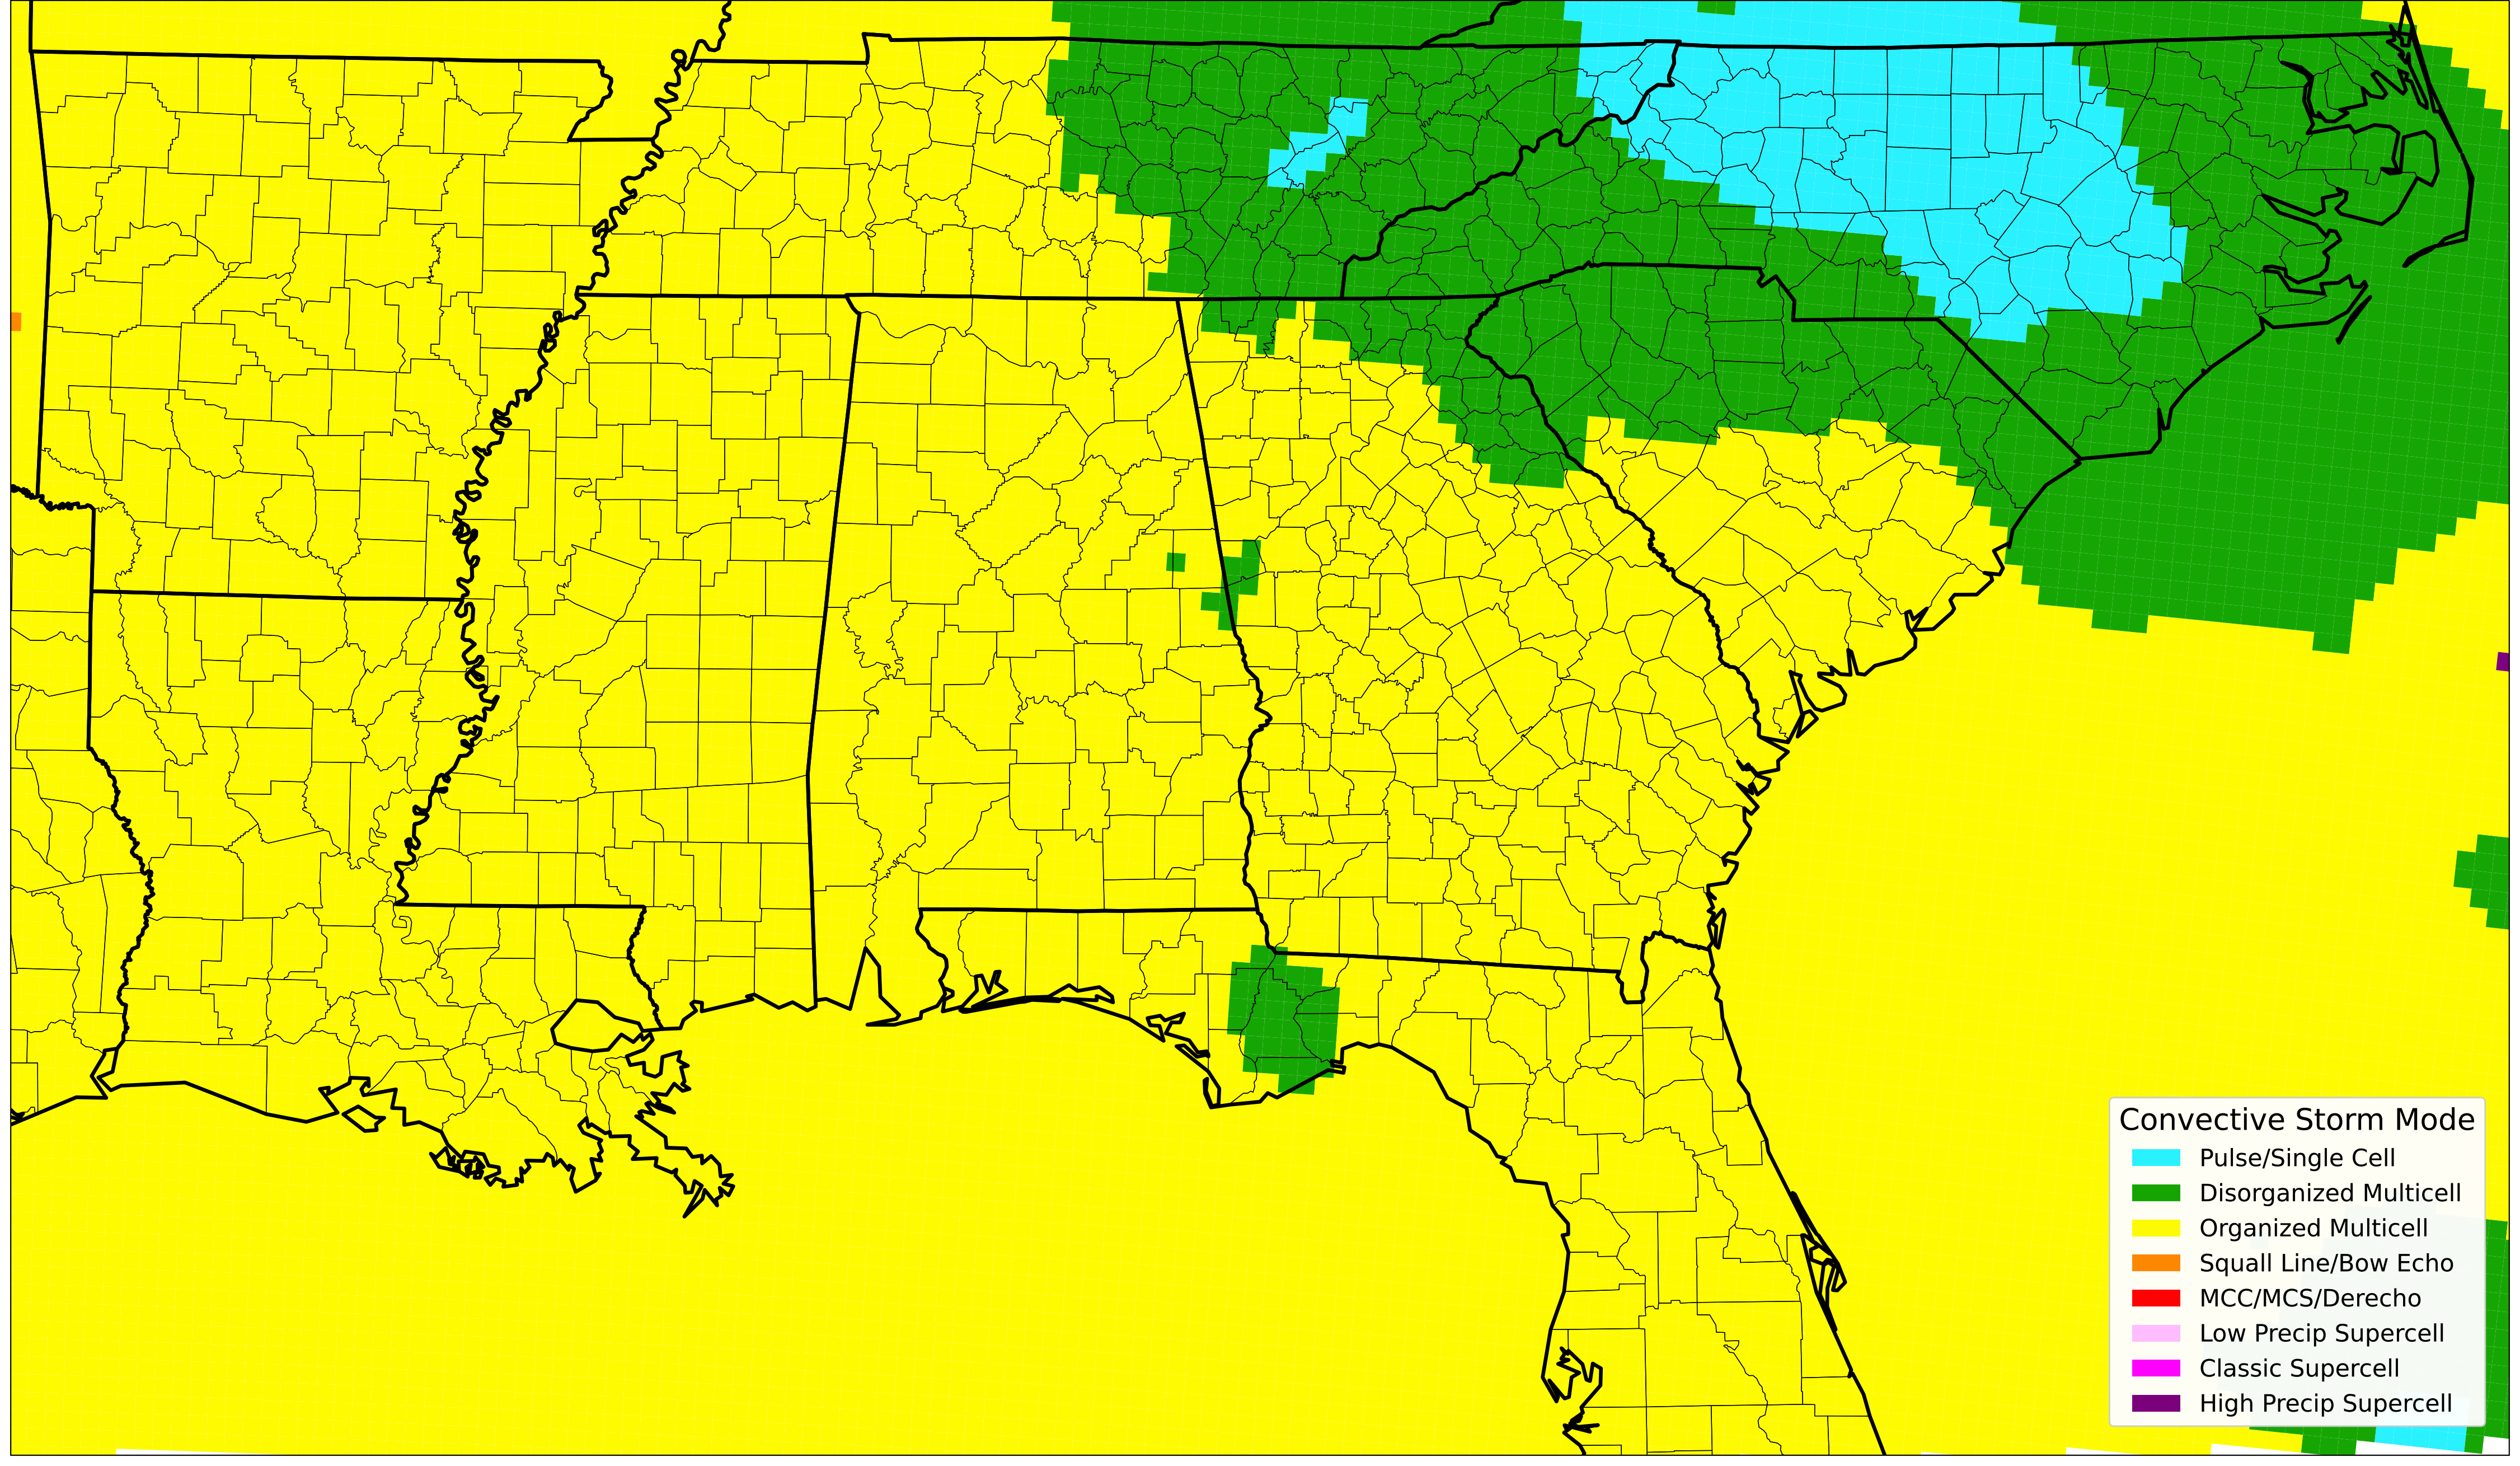 Convective Storm Mode
Pulse/Single Cell
Disorganized Multicell
Organized Multicell
Squall Line/Bow Echo
MCC/MCS/Derecho
Low Precip Supercell
Classic Supercell
High Precip Supercell